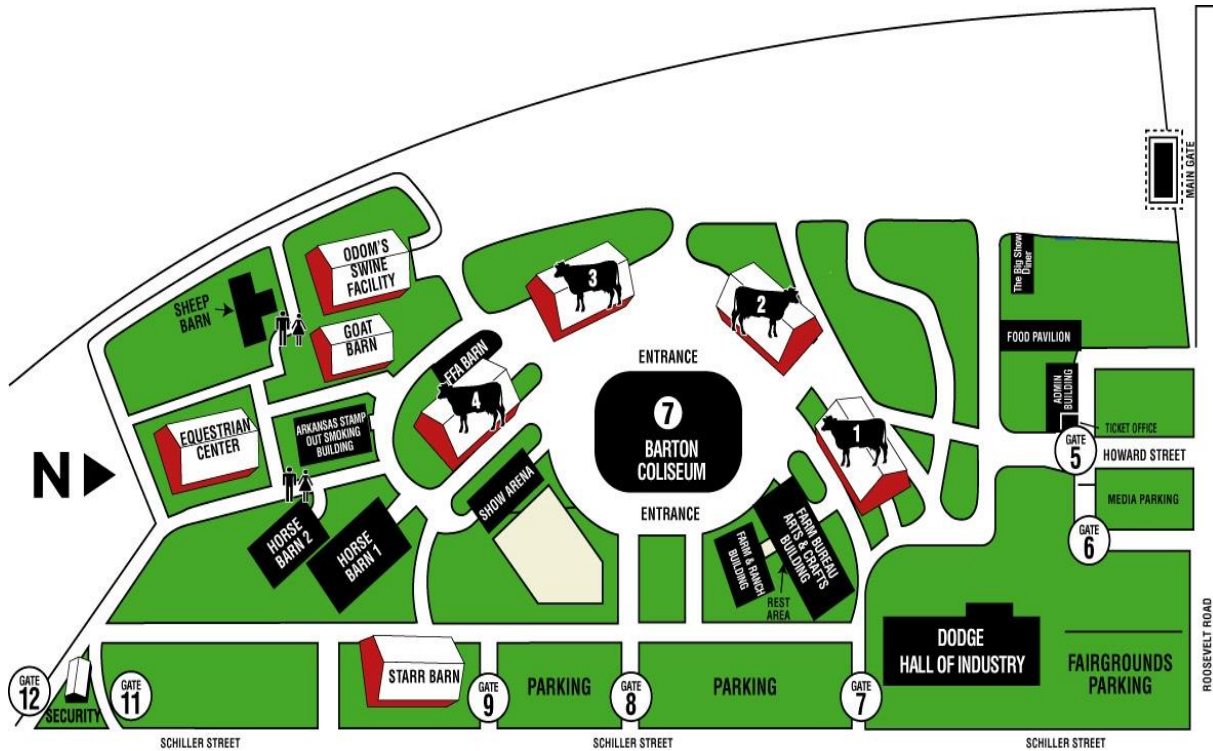 MAIN GATE
ODOM'S
SWINE
FACILITY
SHEEP
BARN
GOAT
BARN
3
2
The Big Show
Diner
FOOD PAVILION
ENTRANCE
FFA BARN
4
ADMIN
BUILDING
TICKET OFFICE
7
BARTON
COLISEUM
1
EQUESTRIAN
CENTER
ARKANSAS STAMP
OUT SMOKING
BUILDING
GATE
5
HOWARD STREET
N
SHOW ARENA
MEDIA PARKING
ENTRANCE
HORSE
BARN 2
HORSE
BARN 1
FARM & RANCH
BUILDING
FARM BUREAU
ARTS & CRAFTS
BUILDING
REST
AREA
GATE
6
ROOSEVELT ROAD
DODGE
HALL OF INDUSTRY
FAIRGROUNDS
PARKING
GATE
12
SECURITY
GATE
11
STARR BARN
GATE
9
PARKING
GATE
8
PARKING
GATE
7
SCHILLER STREET
SCHILLER STREET
SCHILLER STREET